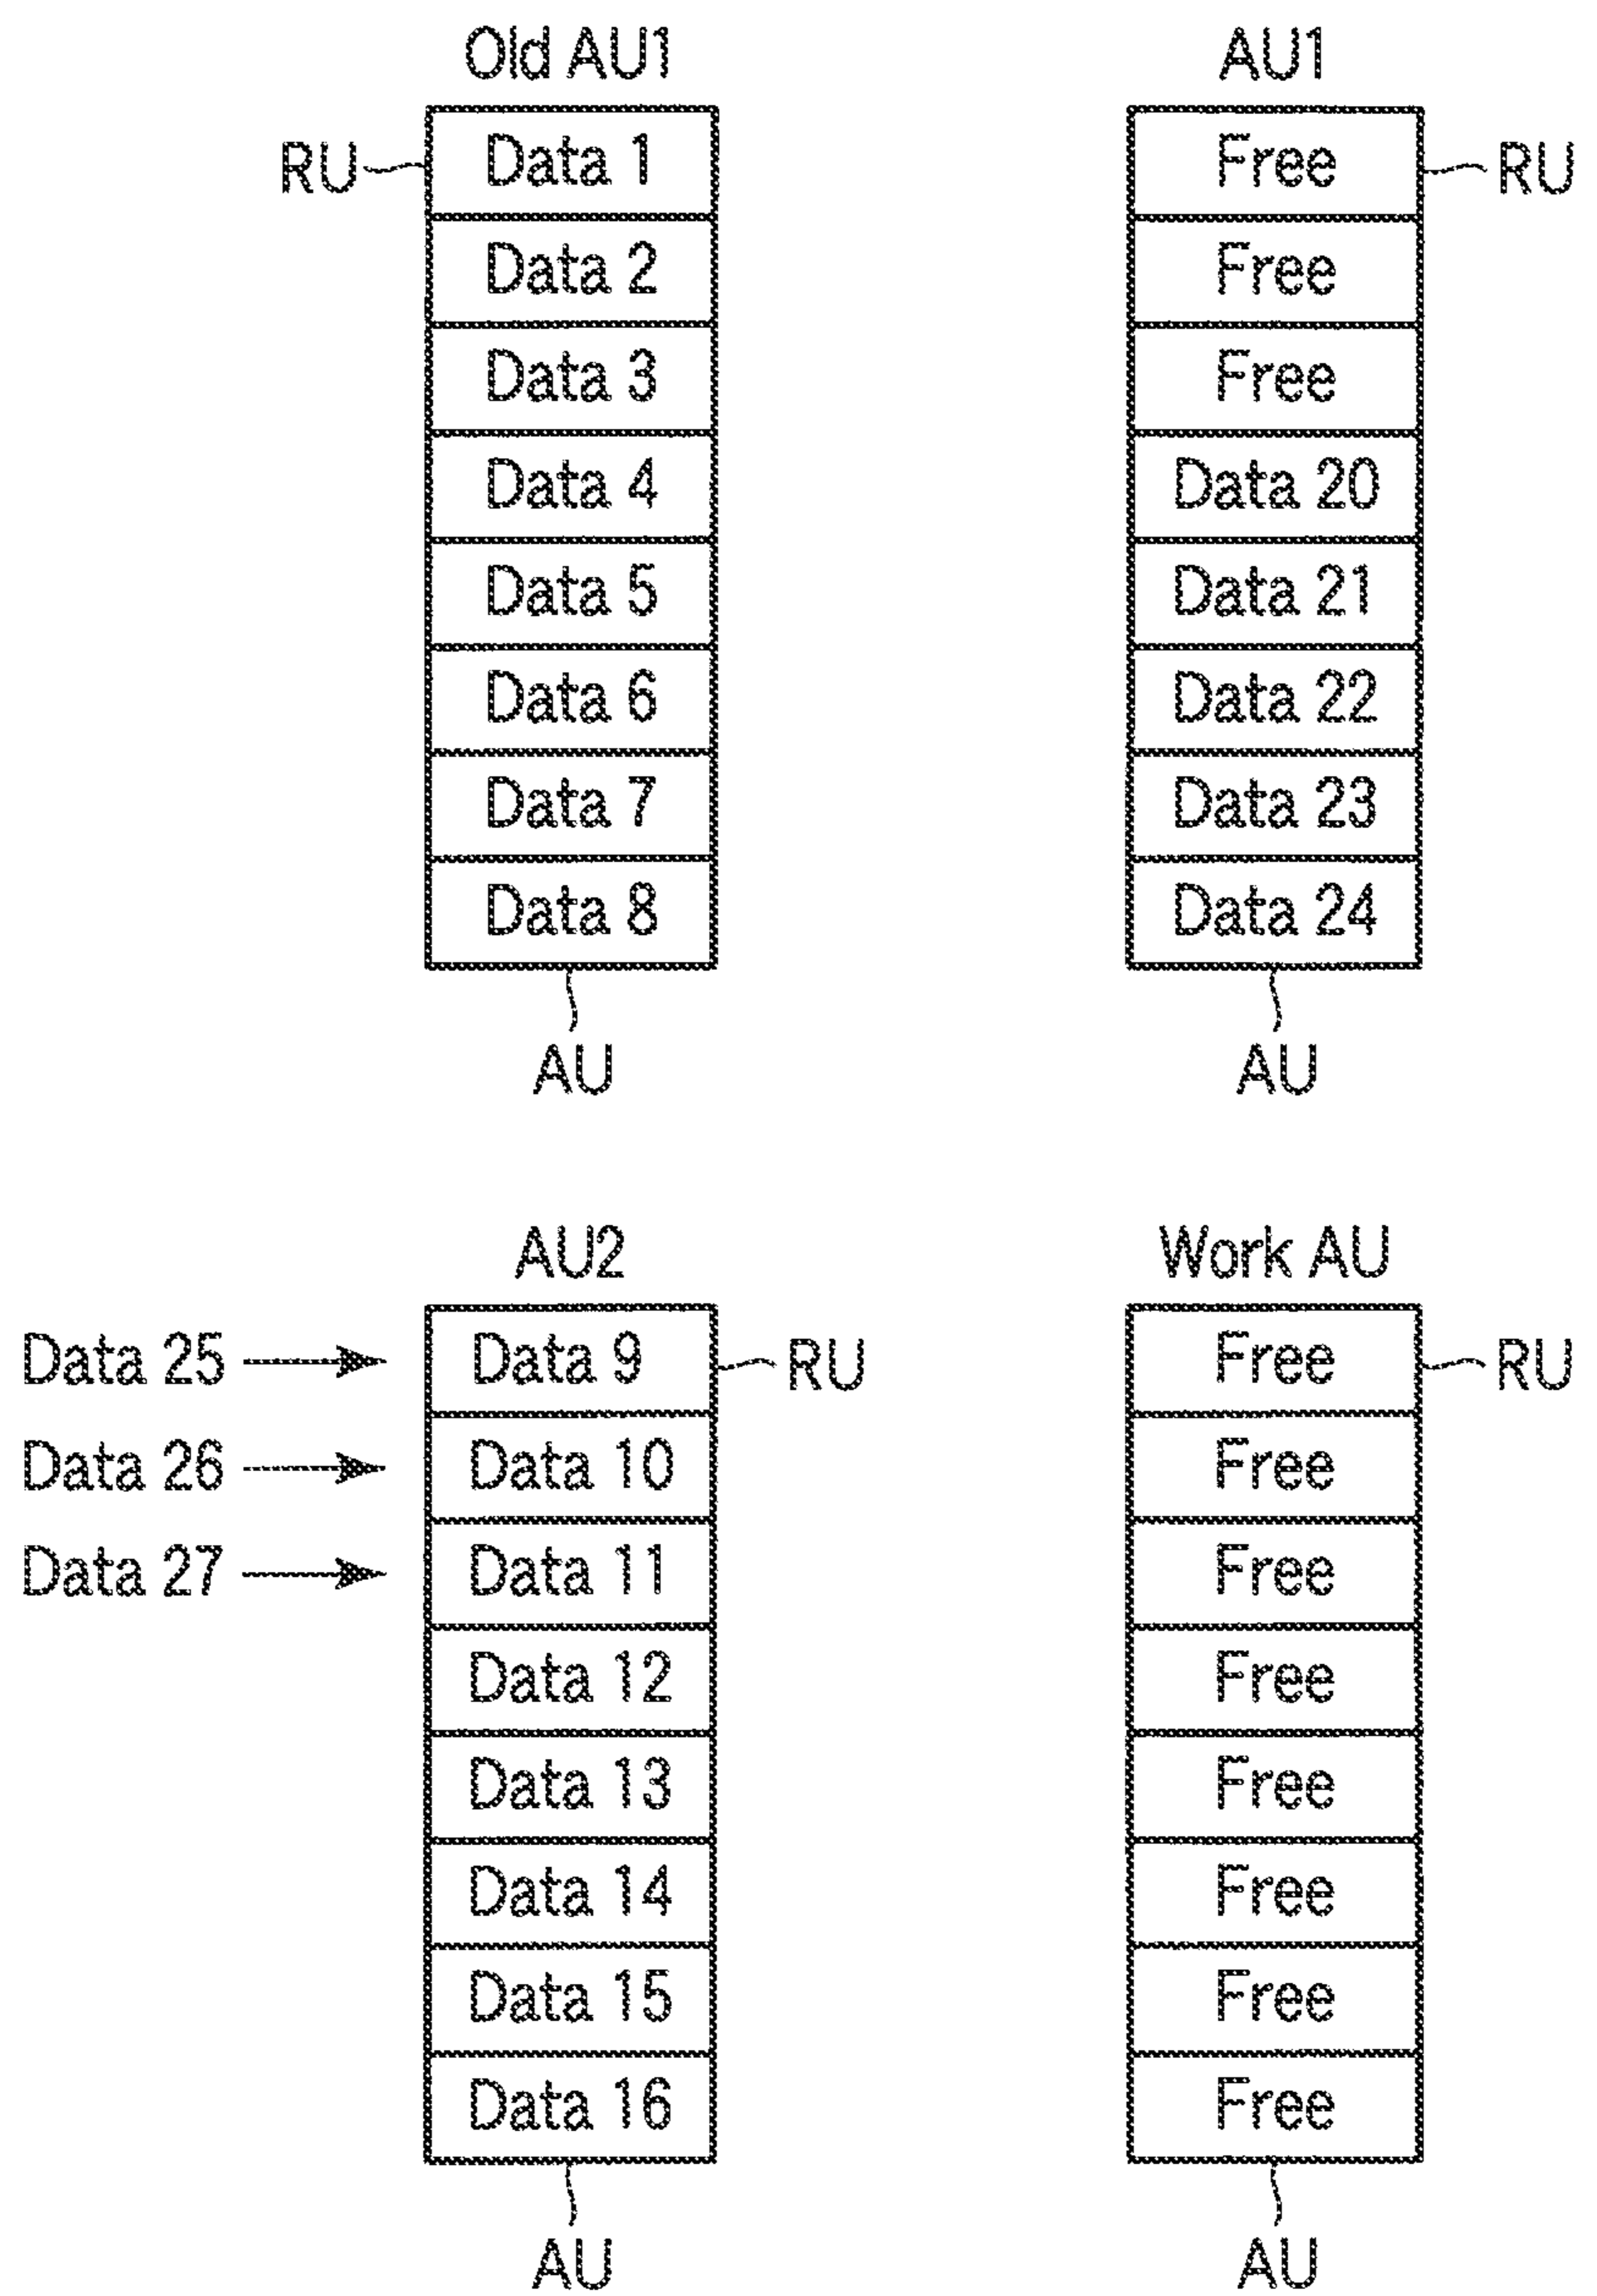 Old AU1
RU
Data 1
Data 2
Data 3
Data 4
Data 5
Data 6
Data 7
Data 8
AU
AU1
Free
RU
Free
Free
Data 20
Data 21
Data 22
Data 23
Data 24
AU
AU2
Data 25
Data 9
RU
Data 26
Data 10
Data 27
Data 11
Data 12
Data 13
Data 14
Data 15
Data 16
AU
Work AU
Free
RU
Free
Free
Free
Free
Free
Free
Free
AU